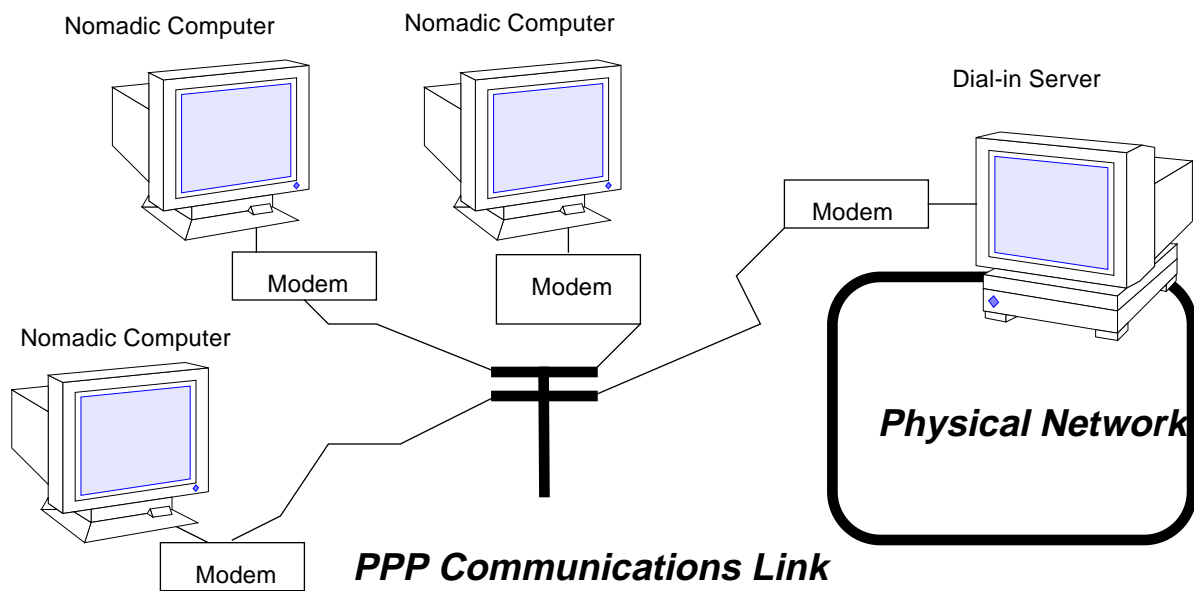 Nomadic Computer
Nomadic Computer
Dial-in Server
Modem
Modem
Modem
Nomadic Computer
Physical Network
Modem
PPP Communications Link